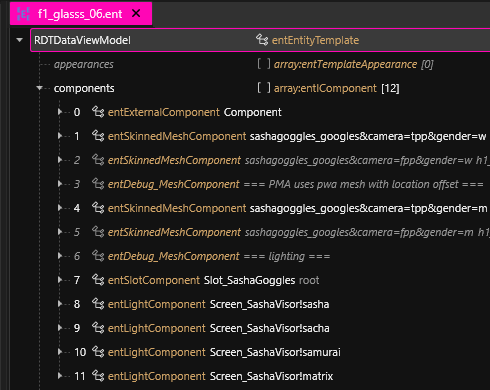 f1_glasss_06.ent
RDTDataViewModel entEntityTemplate
appearances [ ] array:entTemplateAppearance [0]
components [ ] array:entIComponent [12]
0 entExternalComponent Component
1 entSkinnedMeshComponent sashagoggles_googles&camera=tpp&gender=w
2 entSkinnedMeshComponent sashagoggles_googles&camera=fpp&gender=w h1_
3 entDebug_MeshComponent === PMA uses pwa mesh with location offset ===
4 entSkinnedMeshComponent sashagoggles_googles&camera=tpp&gender=m
5 entSkinnedMeshComponent sashagoggles_googles&camera=fpp&gender=m h1_
6 entDebug_MeshComponent === lighting ===
7 entSlotComponent Slot_SashaGoggles root
8 entLightComponent Screen_SashaVisor!sasha
9 entLightComponent Screen_SashaVisor!sacha
10 entLightComponent Screen_SashaVisor!samurai
11 entLightComponent Screen_SashaVisor!matrix